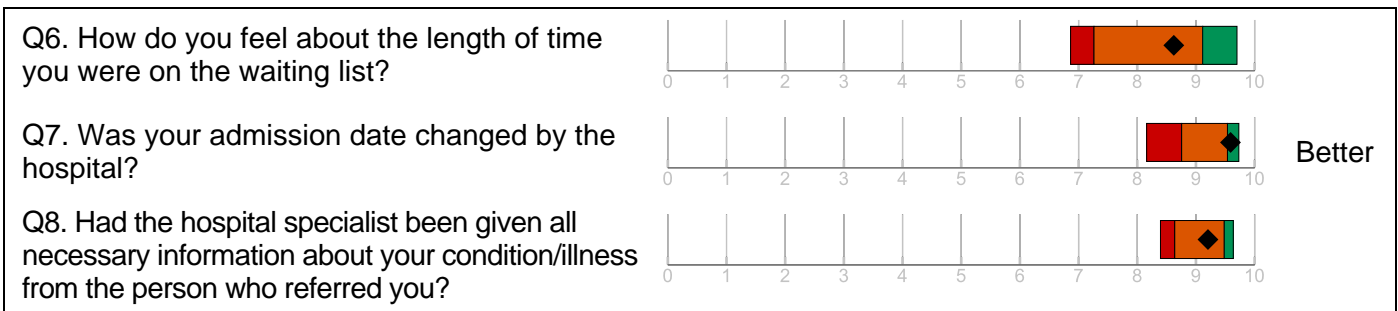 Q6. How do you feel about the length of time
you were on the waiting list?
0 1 2 3 4 5 6 7 8 9 10
Q7. Was your admission date changed by the
hospital?
0 1 2 3 4 5 6 7 8 9 10
Better
Q8. Had the hospital specialist been given all
necessary information about your condition/illness
from the person who referred you?
0 1 2 3 4 5 6 7 8 9 10